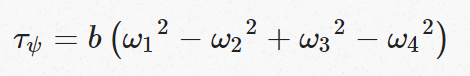 τ_ψ = b (ω₁² − ω₂² + ω₃² − ω₄²)